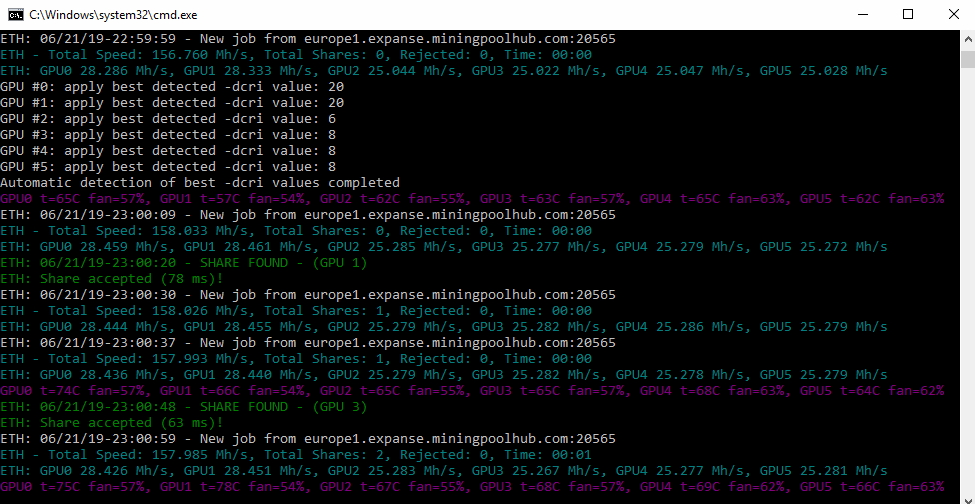 C:\Windows\system32\cmd.exe
ETH: 06/21/19-22:59:59 - New job from europe1.expanse.miningpoolhub.com:20565
ETH - Total Speed: 156.760 Mh/s, Total Shares: 0, Rejected: 0, Time: 00:00
ETH: GPU0 28.286 Mh/s, GPU1 28.333 Mh/s, GPU2 25.044 Mh/s, GPU3 25.022 Mh/s, GPU4 25.047 Mh/s, GPU5 25.028 Mh/s
GPU #0: apply best detected -dcri value: 20
GPU #1: apply best detected -dcri value: 20
GPU #2: apply best detected -dcri value: 6
GPU #3: apply best detected -dcri value: 8
GPU #4: apply best detected -dcri value: 8
GPU #5: apply best detected -dcri value: 8
Automatic detection of best -dcri values completed
GPU0 t=65C fan=57%, GPU1 t=57C fan=54%, GPU2 t=62C fan=55%, GPU3 t=63C fan=57%, GPU4 t=65C fan=63%, GPU5 t=62C fan=63%
ETH: 06/21/19-23:00:09 - New job from europe1.expanse.miningpoolhub.com:20565
ETH - Total Speed: 158.033 Mh/s, Total Shares: 0, Rejected: 0, Time: 00:00
ETH: GPU0 28.459 Mh/s, GPU1 28.461 Mh/s, GPU2 25.285 Mh/s, GPU3 25.277 Mh/s, GPU4 25.279 Mh/s, GPU5 25.272 Mh/s
ETH: 06/21/19-23:00:20 - SHARE FOUND - (GPU 1)
ETH: Share accepted (78 ms)!
ETH: 06/21/19-23:00:30 - New job from europe1.expanse.miningpoolhub.com:20565
ETH - Total Speed: 158.026 Mh/s, Total Shares: 1, Rejected: 0, Time: 00:00
ETH: GPU0 28.444 Mh/s, GPU1 28.455 Mh/s, GPU2 25.279 Mh/s, GPU3 25.282 Mh/s, GPU4 25.286 Mh/s, GPU5 25.279 Mh/s
ETH: 06/21/19-23:00:37 - New job from europe1.expanse.miningpoolhub.com:20565
ETH - Total Speed: 157.993 Mh/s, Total Shares: 1, Rejected: 0, Time: 00:00
ETH: GPU0 28.436 Mh/s, GPU1 28.440 Mh/s, GPU2 25.279 Mh/s, GPU3 25.282 Mh/s, GPU4 25.278 Mh/s, GPU5 25.279 Mh/s
GPU0 t=74C fan=57%, GPU1 t=66C fan=54%, GPU2 t=65C fan=55%, GPU3 t=65C fan=57%, GPU4 t=68C fan=63%, GPU5 t=64C fan=62%
ETH: 06/21/19-23:00:48 - SHARE FOUND - (GPU 3)
ETH: Share accepted (63 ms)!
ETH: 06/21/19-23:00:59 - New job from europe1.expanse.miningpoolhub.com:20565
ETH - Total Speed: 157.985 Mh/s, Total Shares: 2, Rejected: 0, Time: 00:01
ETH: GPU0 28.426 Mh/s, GPU1 28.451 Mh/s, GPU2 25.283 Mh/s, GPU3 25.267 Mh/s, GPU4 25.277 Mh/s, GPU5 25.281 Mh/s
GPU0 t=75C fan=57%, GPU1 t=78C fan=54%, GPU2 t=67C fan=55%, GPU3 t=68C fan=57%, GPU4 t=69C fan=62%, GPU5 t=66C fan=63%